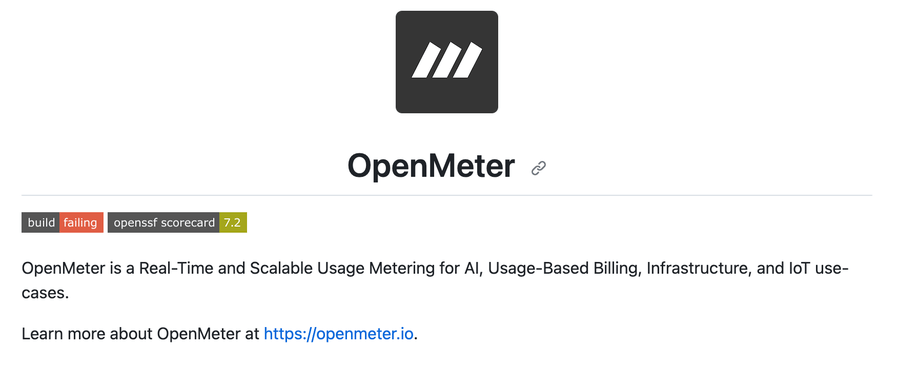 OpenMeter
build failing openssf scorecard 7.2
OpenMeter is a Real-Time and Scalable Usage Metering for AI, Usage-Based Billing, Infrastructure, and IoT use-
cases.
Learn more about OpenMeter at https://openmeter.io.